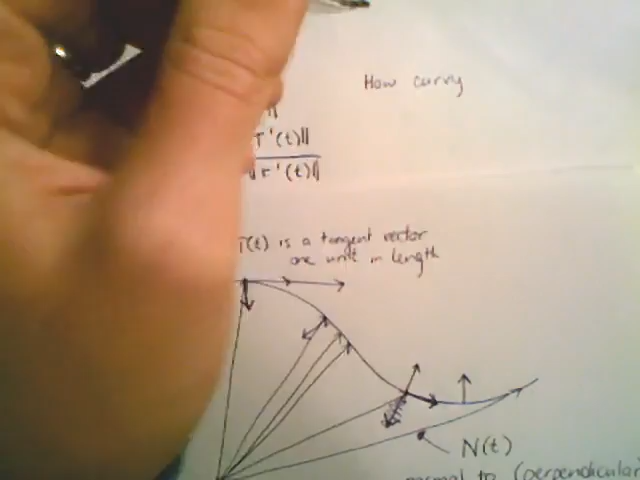 How curvy
||
T'(t)||
r'(t)||
T(t) is a tangent vector
one unit in length
N(t)
normal to (perpendicular